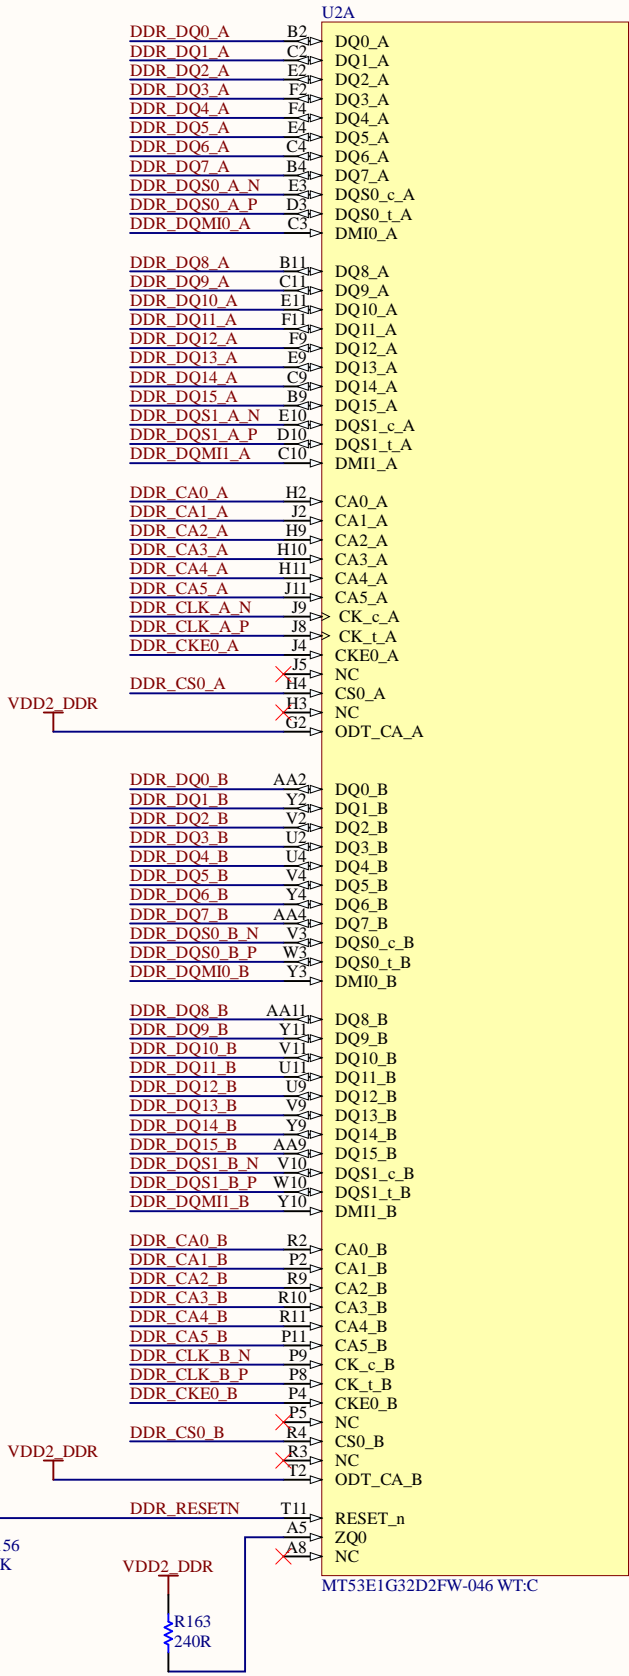 U2A
DDR_DQ0_A B2 DQ0_A
DDR_DQ1_A C2 DQ1_A
DDR_DQ2_A E2 DQ2_A
DDR_DQ3_A F2 DQ3_A
DDR_DQ4_A F4 DQ4_A
DDR_DQ5_A E4 DQ5_A
DDR_DQ6_A C4 DQ6_A
DDR_DQ7_A B4 DQ7_A
DDR_DQS0_A_N E3 DQS0_c_A
DDR_DQS0_A_P D3 DQS0_t_A
DDR_DQMI0_A C3 DMI0_A
DDR_DQ8_A B11 DQ8_A
DDR_DQ9_A C11 DQ9_A
DDR_DQ10_A E11 DQ10_A
DDR_DQ11_A F11 DQ11_A
DDR_DQ12_A F9 DQ12_A
DDR_DQ13_A E9 DQ13_A
DDR_DQ14_A C9 DQ14_A
DDR_DQ15_A B9 DQ15_A
DDR_DQS1_A_N E10 DQS1_c_A
DDR_DQS1_A_P D10 DQS1_t_A
DDR_DQMI1_A C10 DMI1_A
DDR_CA0_A H2 CA0_A
DDR_CA1_A J2 CA1_A
DDR_CA2_A H9 CA2_A
DDR_CA3_A H10 CA3_A
DDR_CA4_A H11 CA4_A
DDR_CA5_A J11 CA5_A
DDR_CLK_A_N J9 CK_c_A
DDR_CLK_A_P J8 CK_t_A
DDR_CKE0_A J4 CKE0_A
J5 NC
DDR_CS0_A H4 CS0_A
VDD2_DDR H3 NC
G2 ODT_CA_A
DDR_DQ0_B AA2 DQ0_B
DDR_DQ1_B Y2 DQ1_B
DDR_DQ2_B V2 DQ2_B
DDR_DQ3_B U2 DQ3_B
DDR_DQ4_B U4 DQ4_B
DDR_DQ5_B V4 DQ5_B
DDR_DQ6_B Y4 DQ6_B
DDR_DQ7_B AA4 DQ7_B
DDR_DQS0_B_N V3 DQS0_c_B
DDR_DQS0_B_P W3 DQS0_t_B
DDR_DQMI0_B Y3 DMI0_B
DDR_DQ8_B AA11 DQ8_B
DDR_DQ9_B Y11 DQ9_B
DDR_DQ10_B V11 DQ10_B
DDR_DQ11_B U11 DQ11_B
DDR_DQ12_B U9 DQ12_B
DDR_DQ13_B V9 DQ13_B
DDR_DQ14_B Y9 DQ14_B
DDR_DQ15_B AA9 DQ15_B
DDR_DQS1_B_N V10 DQS1_c_B
DDR_DQS1_B_P W10 DQS1_t_B
DDR_DQMI1_B Y10 DMI1_B
DDR_CA0_B R2 CA0_B
DDR_CA1_B P2 CA1_B
DDR_CA2_B R9 CA2_B
DDR_CA3_B R10 CA3_B
DDR_CA4_B R11 CA4_B
DDR_CA5_B P11 CA5_B
DDR_CLK_B_N P9 CK_c_B
DDR_CLK_B_P P8 CK_t_B
DDR_CKE0_B P4 CKE0_B
P5 NC
DDR_CS0_B R4 CS0_B
VDD2_DDR R3 NC
T2 ODT_CA_B
DDR_RESETN T11 RESET_n
A5 ZQ0
56 A8 NC
K VDD2_DDR
MT53E1G32D2FW-046 WT:C
R163
240R